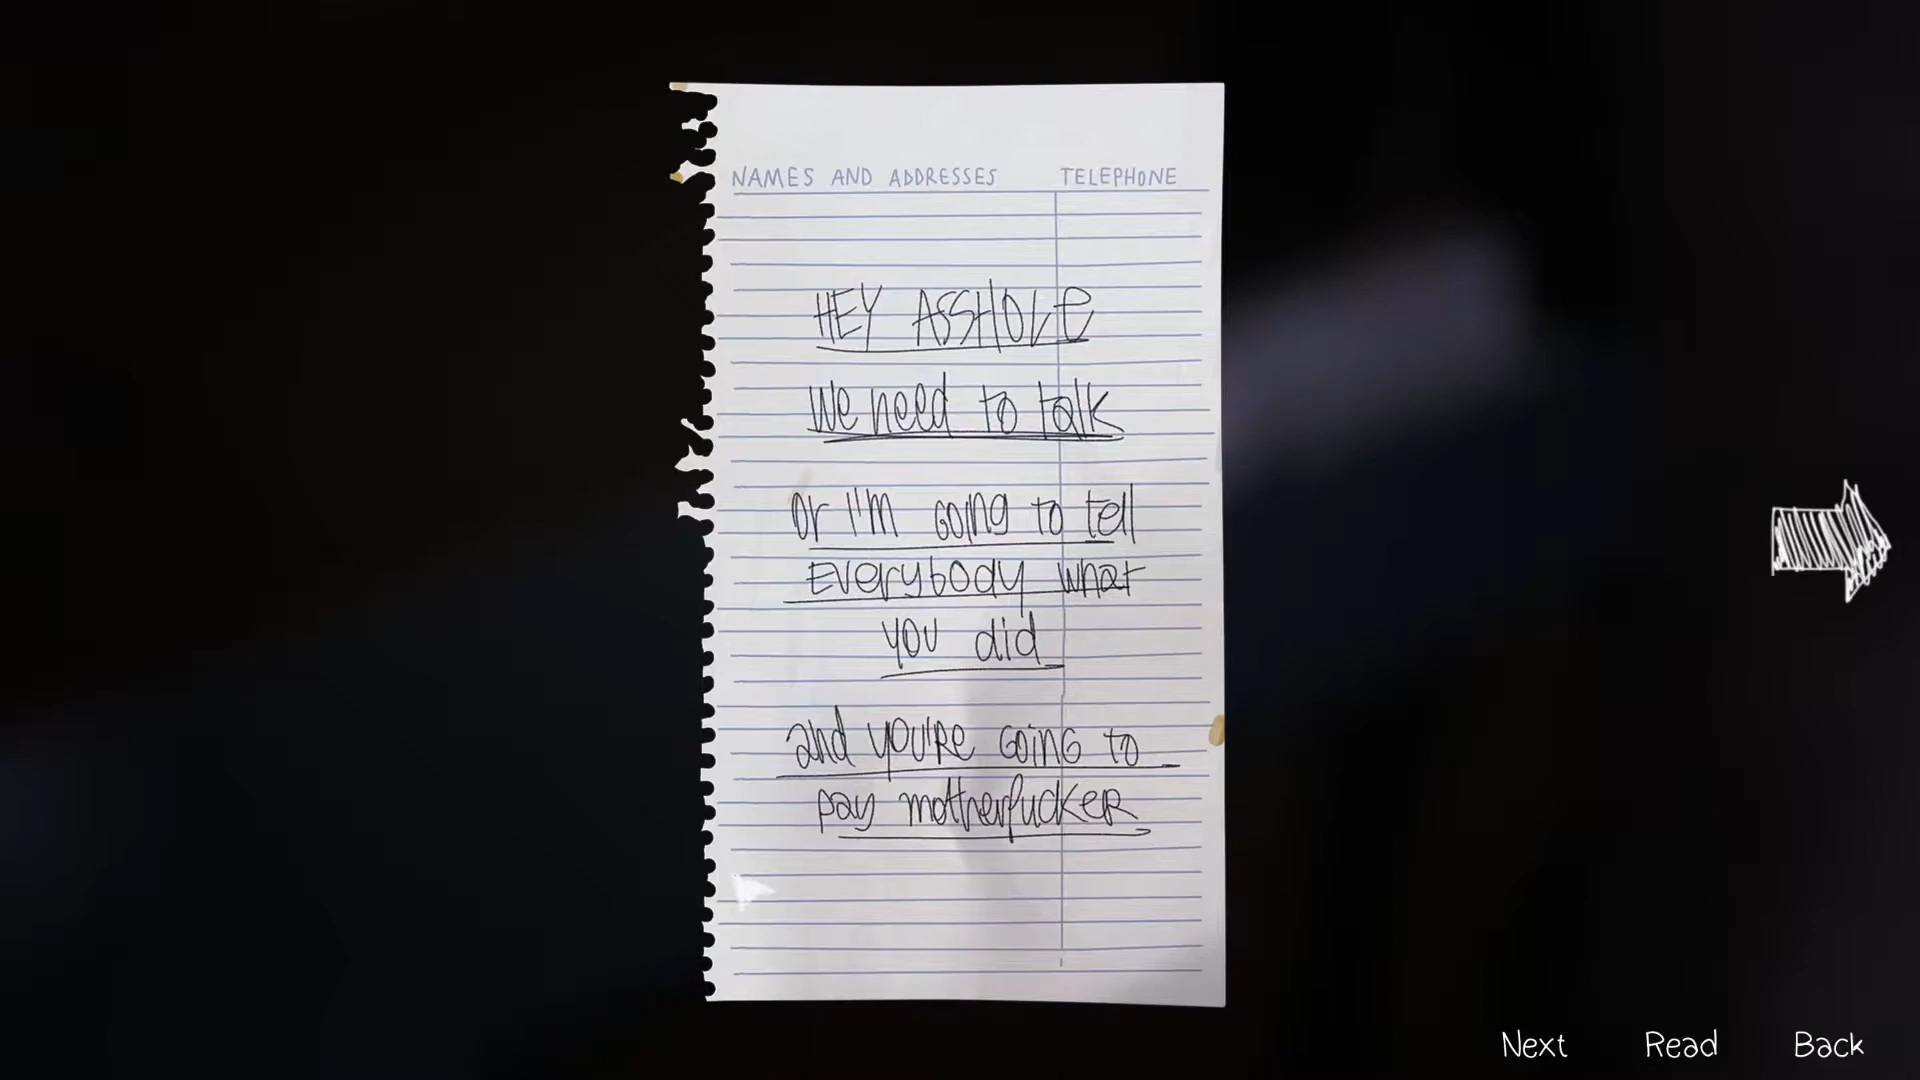 NAMES AND ADDRESSES TELEPHONE
HEY ASSHOLE
We need to talk
Or I'm GOING to tell
EVERYBODY what
YOU did
and you're GOING to
pay motherfucKER
Next Read Back